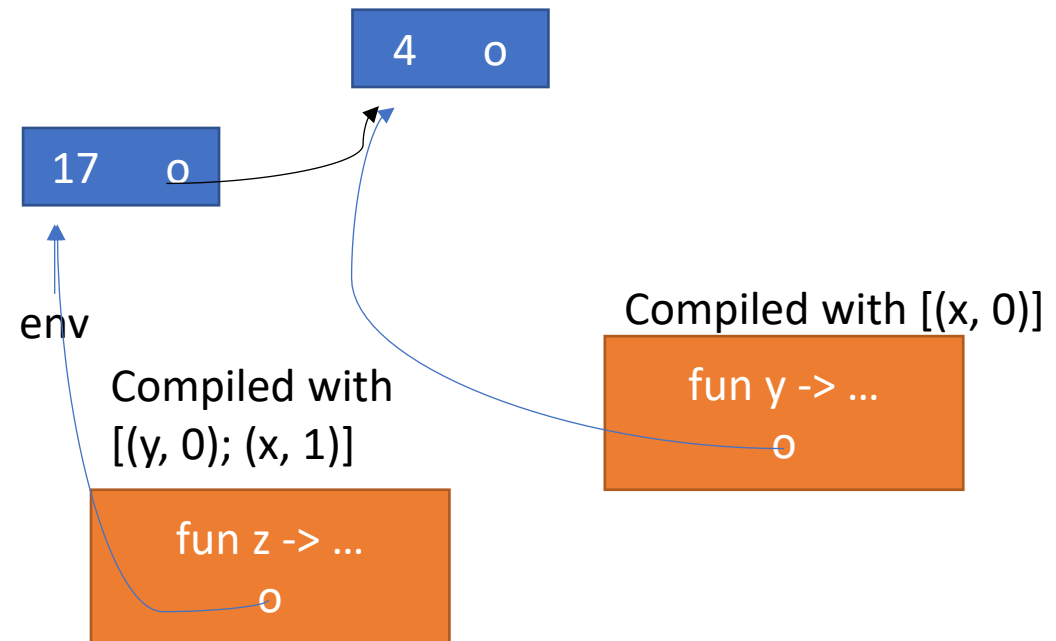 4 o
17 o
env
Compiled with [(x, 0)]
fun y -> …
o
Compiled with
[(y, 0); (x, 1)]
fun z -> …
o